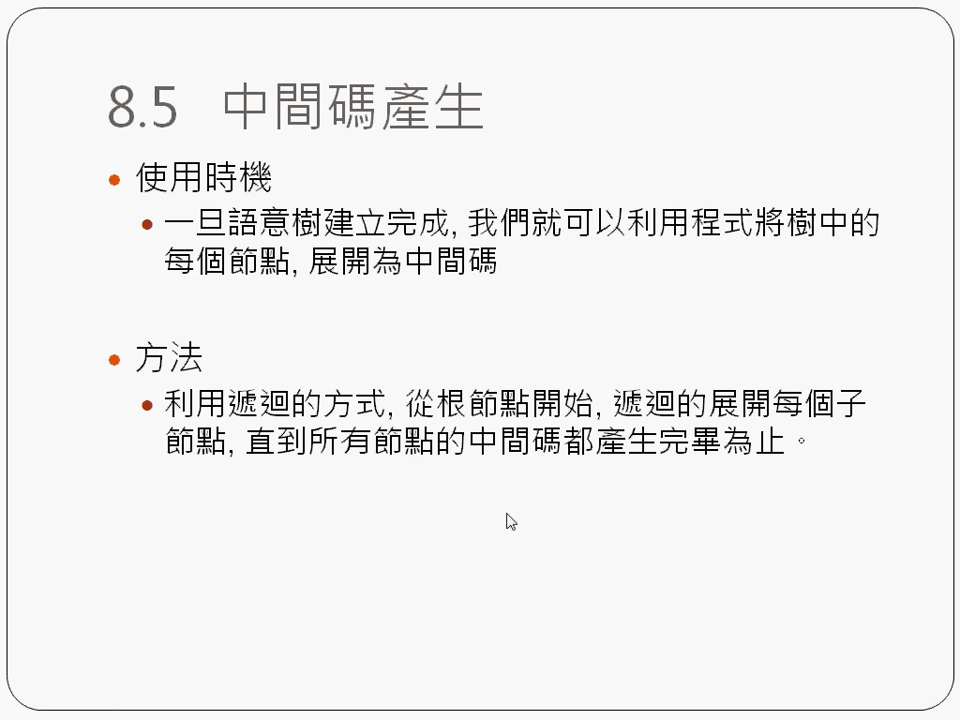 8.5 中間碼產生
使用時機
一旦語意樹建立完成, 我們就可以利用程式將樹中的
每個節點, 展開為中間碼
方法
利用遞迴的方式, 從根節點開始, 遞迴的展開每個子
節點, 直到所有節點的中間碼都產生完畢為止。